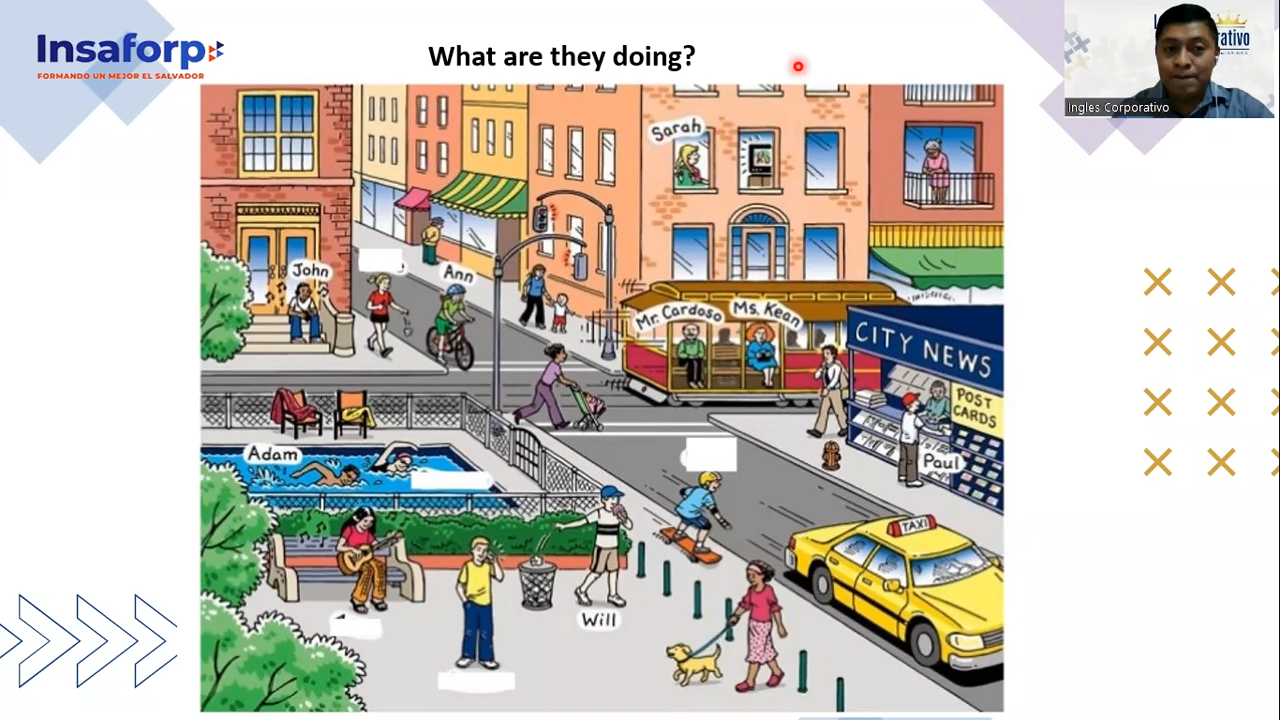 Insaforp
FORMANDO UN MEJOR EL SALVADOR
What are they doing?
Ingles Corporativo
Sarah
John
Ann
Mr. Cardoso
Ms. Kean
CITY NEWS
POST
CARDS
Paul
Adam
TAXI
Will